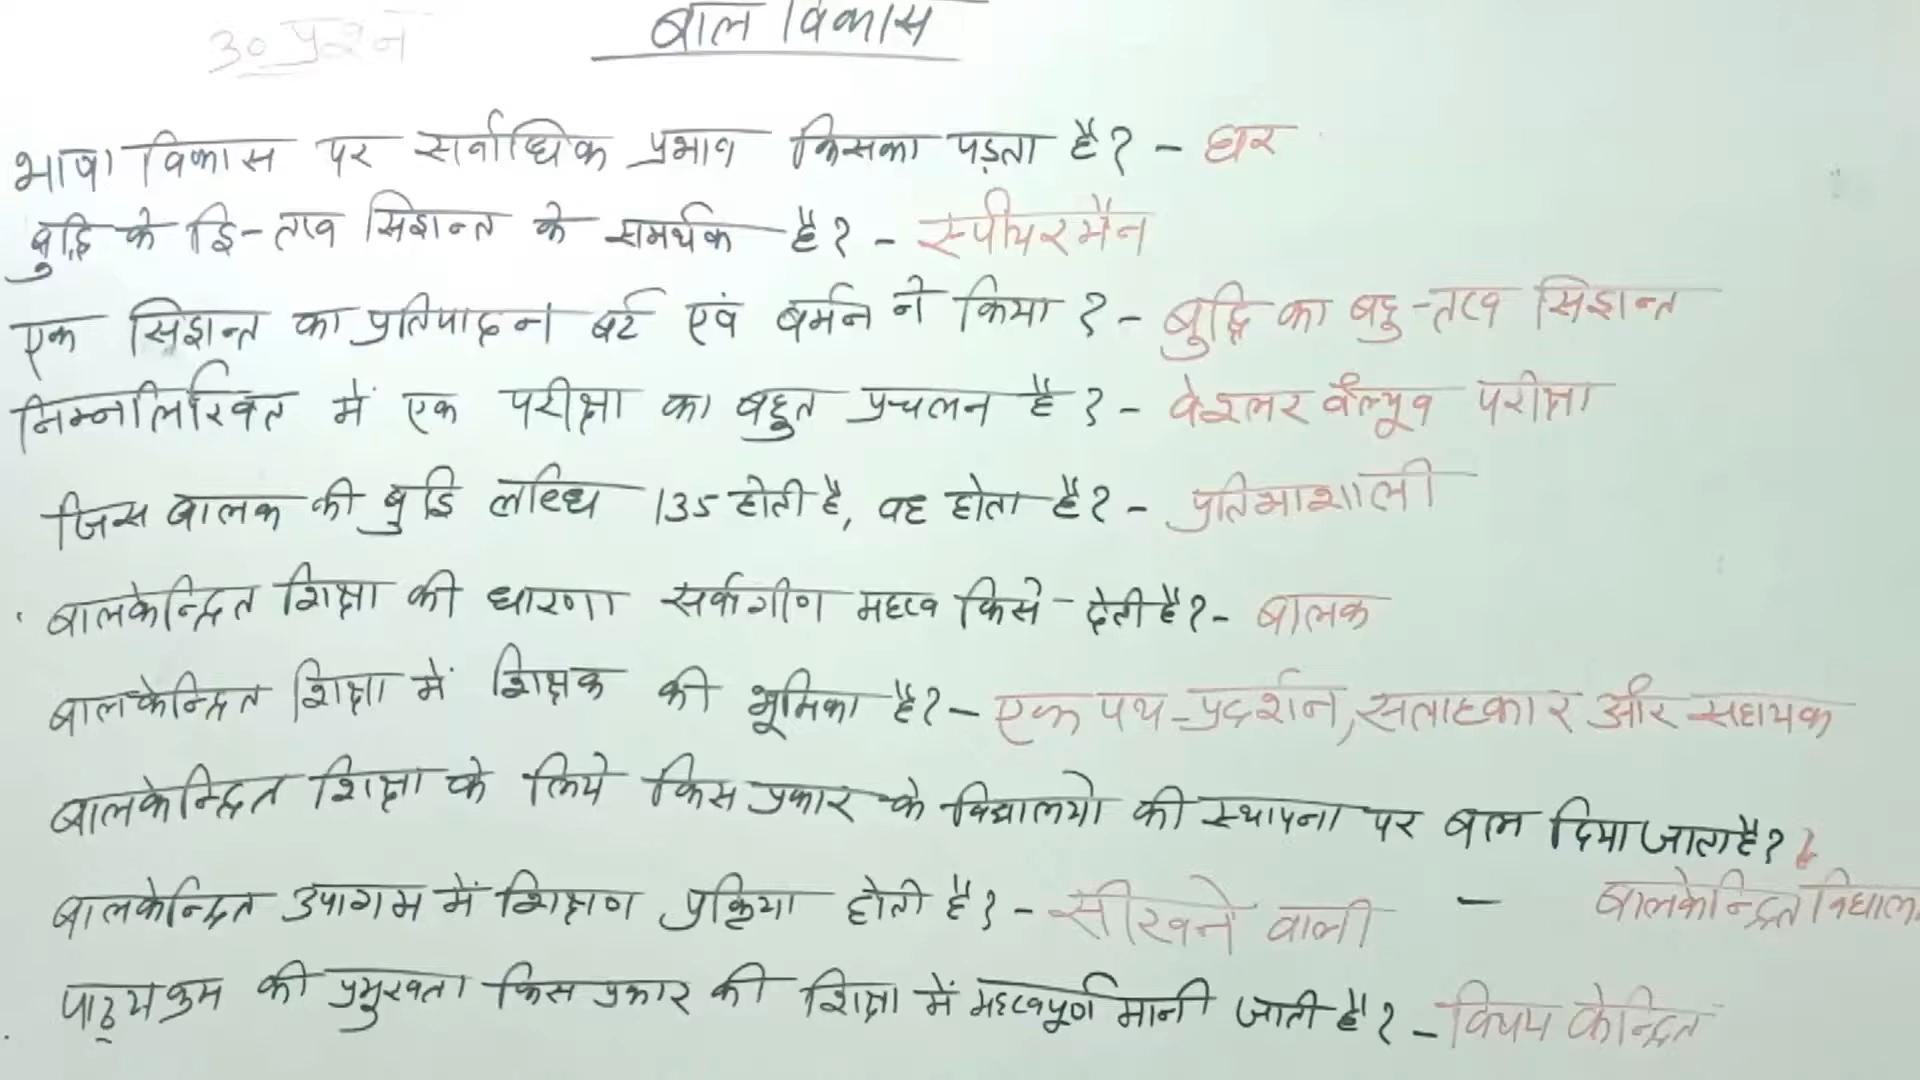 30 प्रश्न
बाल विकास
भाषा विकास पर सर्वाधिक प्रभाव किसका पड़ता है? - घर
बुद्धि के द्वि-तत्व सिद्धान्त के समर्थक है? - स्पीयरमैन
एक सिद्धान्त का प्रतिपादन बर्ट एवं वर्मन ने किया? - बुद्धि का बहु-तत्व सिद्धान्त
निम्नलिखित में एक परीक्षा का बहुत प्रचलन है? - वेश्लर वैल्यूव परीक्षा
जिस बालक की बुद्धि लब्धि 135 होती है, वह होता है? - प्रतिभाशाली
बालकेन्द्रित शिक्षा की धारणा सर्वागीण महत्व किसे देती है? - बालक
बालकेन्द्रित शिक्षा में शिक्षक की भूमिका है? - एक पथ-प्रदर्शन, सलाहकार और सहायक
बालकेन्द्रित शिक्षा के लिये किस प्रकार के विद्यालयो की स्थापना पर बल दिया जाता है?
- बालकेन्द्रित विद्याल
बालकेन्द्रित उपागम में शिक्षण प्रक्रिया होती है? - सीखने वाली
पाठ्यक्रम की प्रमुखता किस प्रकार की शिक्षा में महत्वपूर्ण मानी जाती है? - विषय केन्द्रित